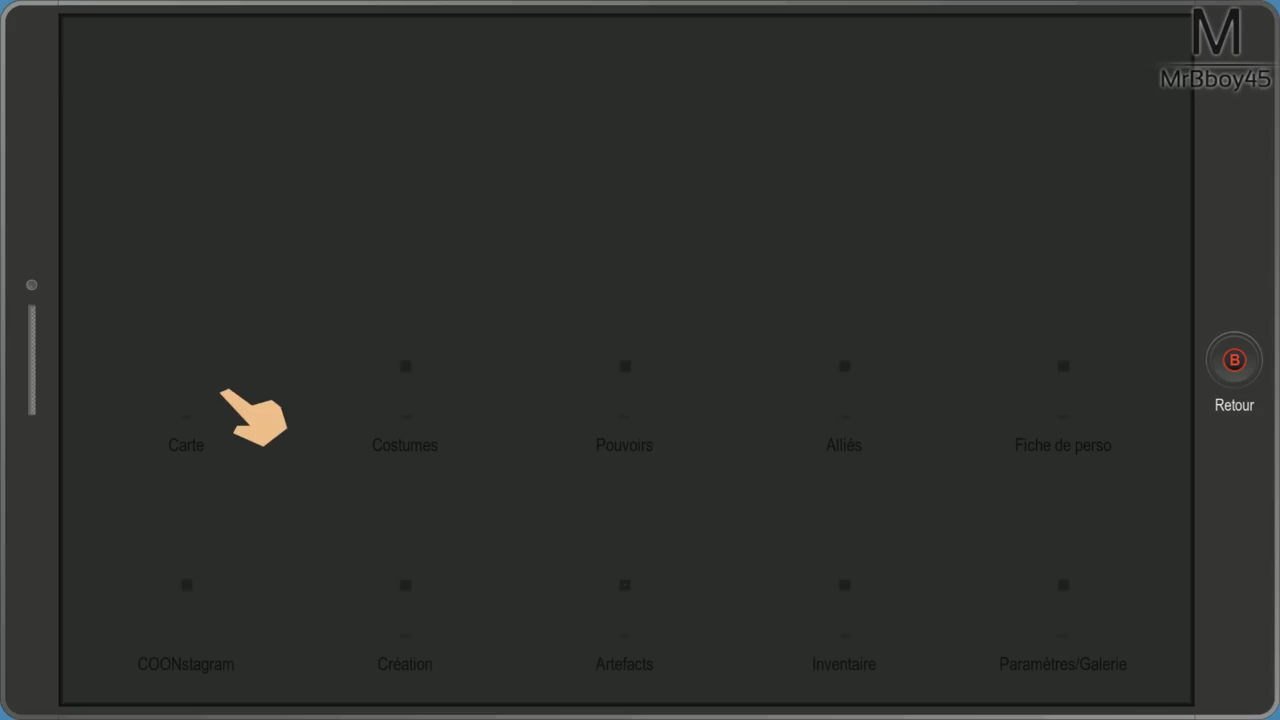 M
MrBboy45
B
Retour
Carte Costumes Pouvoirs Alliés Fiche de perso
COONstagram Création Artefacts Inventaire Paramètres/Galerie